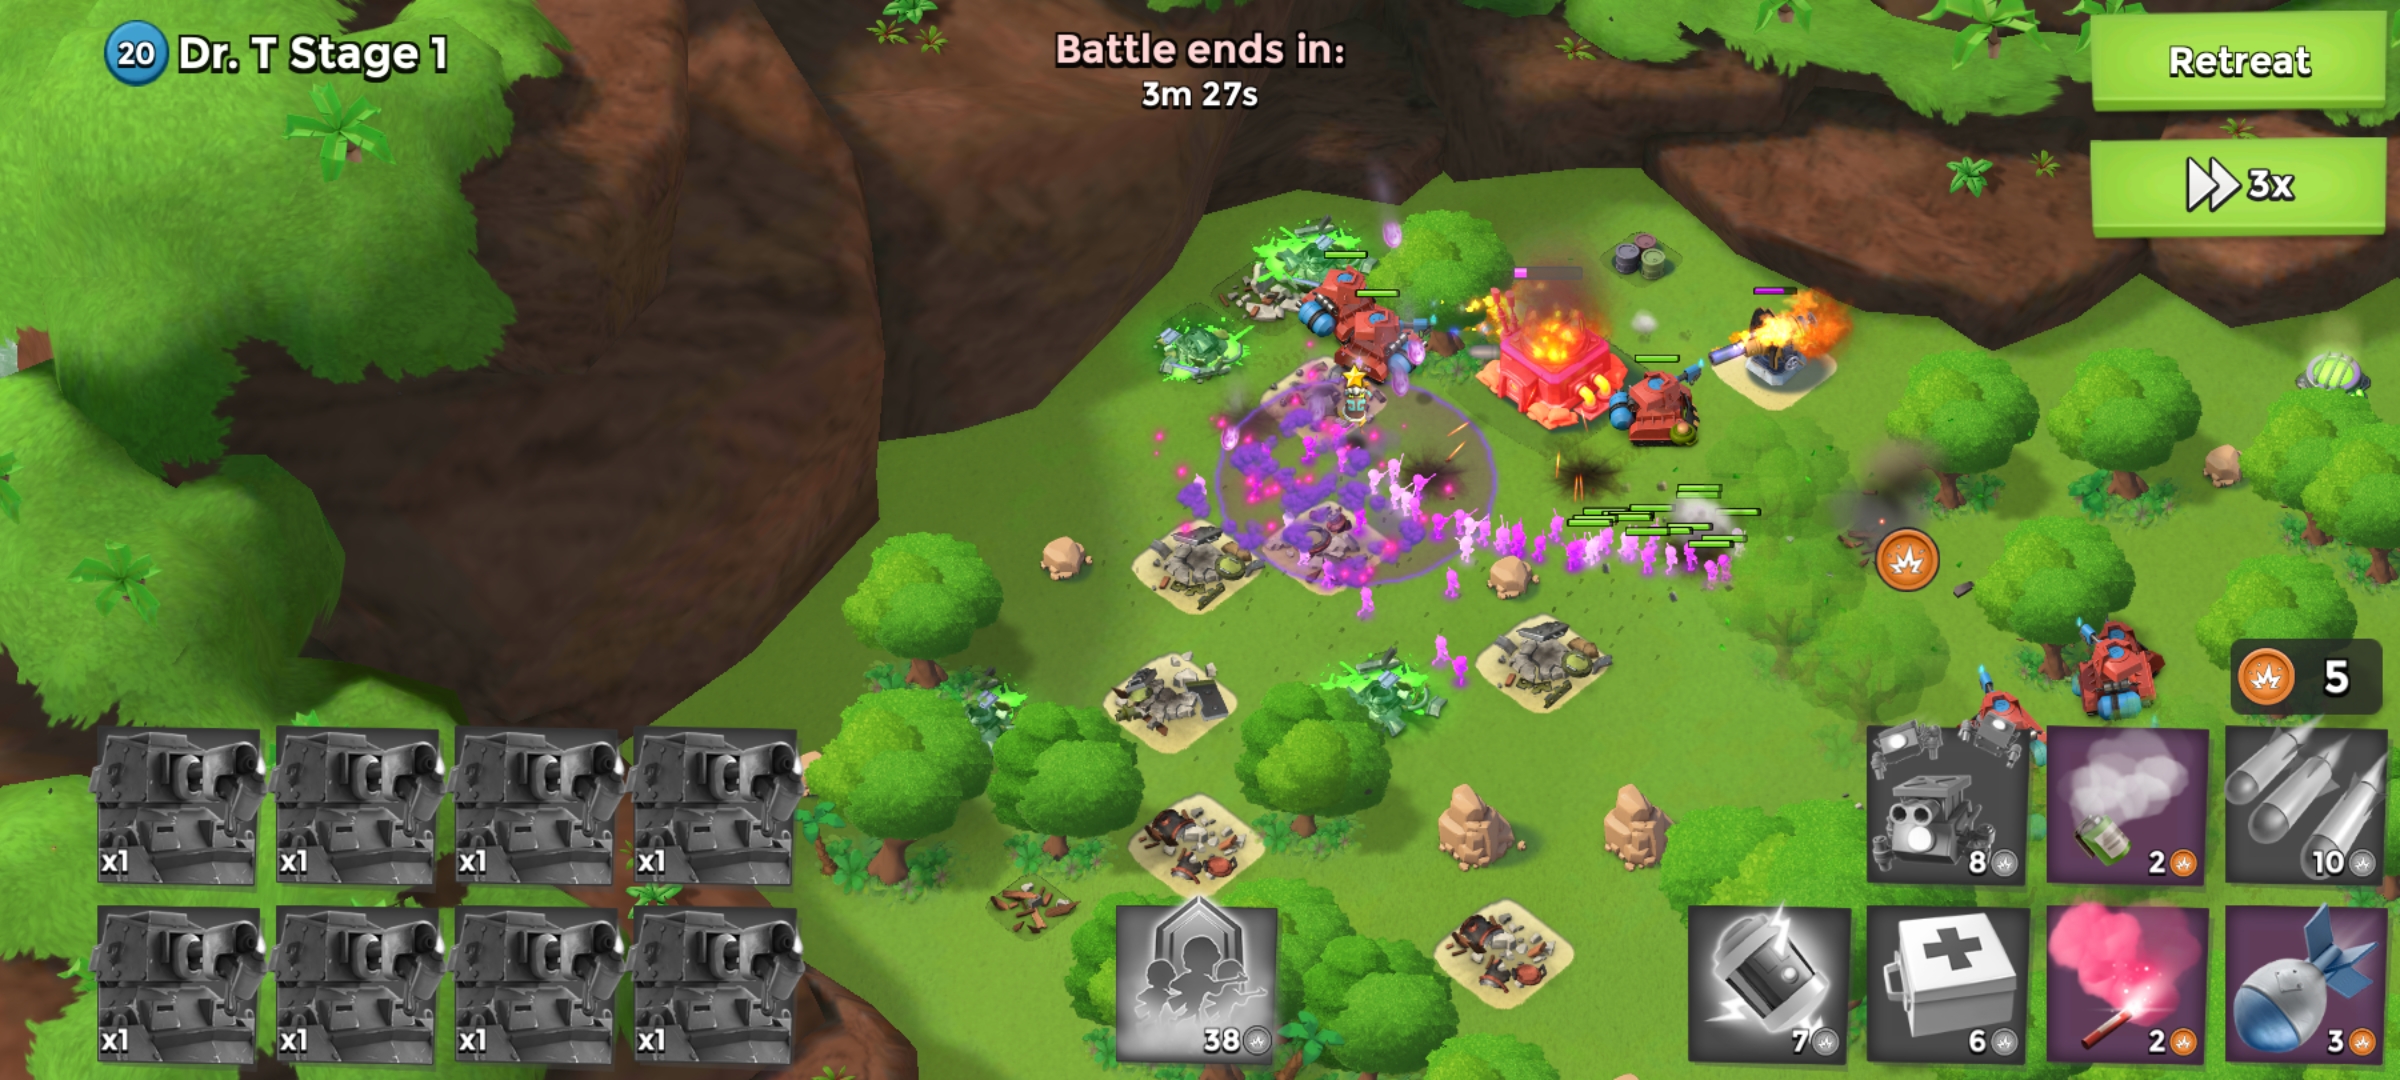 20 Dr. T Stage 1
Battle ends in:
3m 27s
Retreat
3x
5
x1 x1 x1 x1
8 2 10
x1 x1 x1 x1
38 7 6 2 3